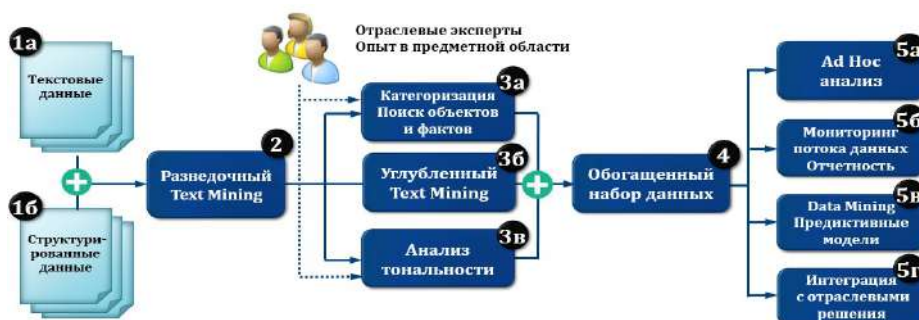 1а
Текстовые
данные
1б
Структури-
рованные
данные
2
Разведочный
Text Mining
Отраслевые эксперты
Опыт в предметной области
3а
Категоризация
Поиск объектов
и фактов
3б
Углубленный
Text Mining
3в
Анализ
тональности
4
Обогащенный
набор данных
5а
Ad Hoc
анализ
5б
Мониторинг
потока данных
Отчетность
5в
Data Mining
Предиктивные
модели
5г
Интеграция
с отраслевыми
решения